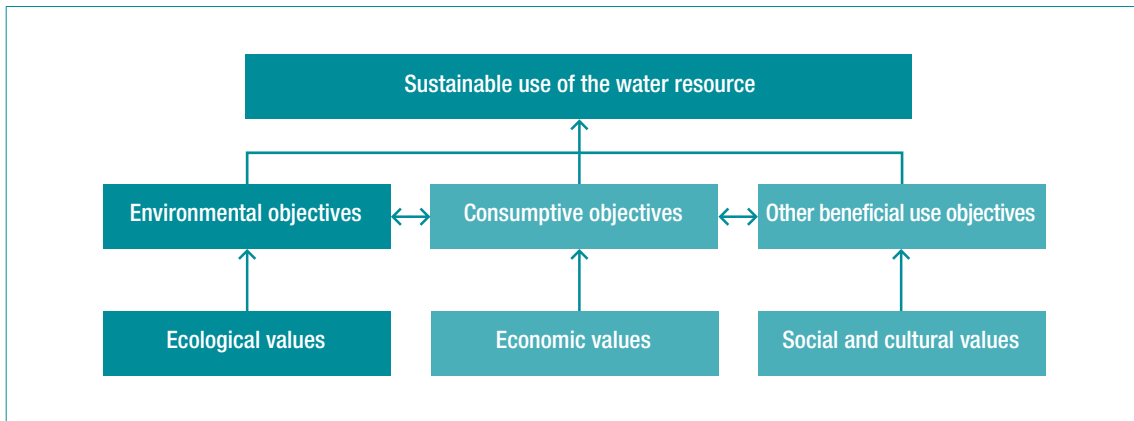 Sustainable use of the water resource
Environmental objectives
Consumptive objectives
Other beneficial use objectives
Ecological values
Economic values
Social and cultural values